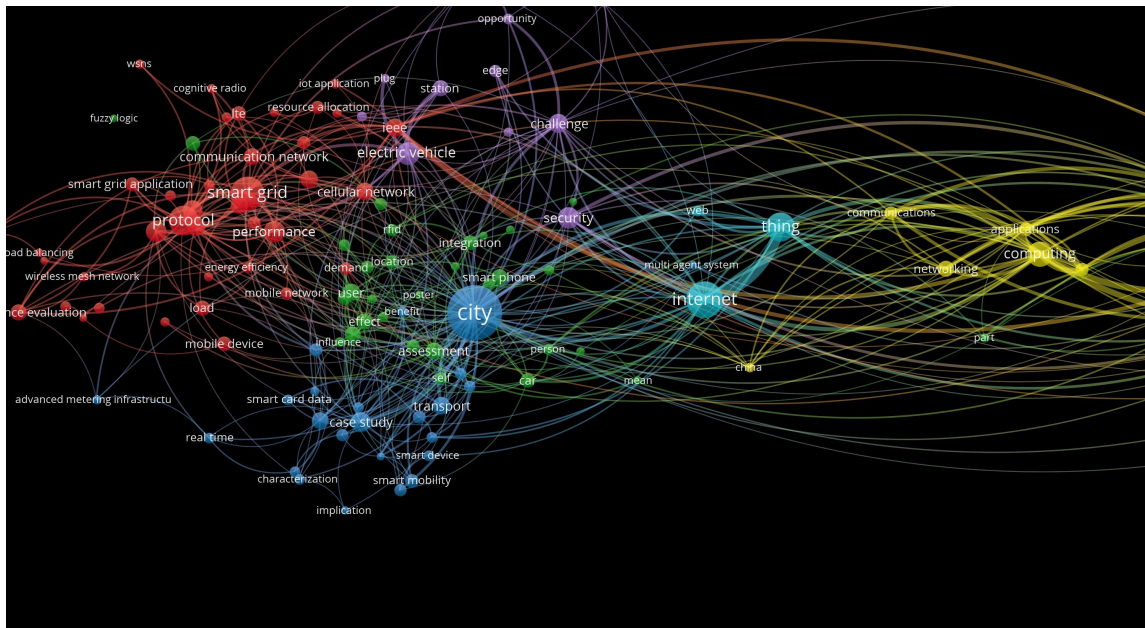 opportunity
wsns
edge
plug
iot application
cognitive radio
station
resource allocation
lte
fuzzy logic
ieee
challenge
communication network
electric vehicle
smart grid application
smart grid
cellular network
web
communications
protocol
security
thing
performance
rfid
applications
integration
oad balancing
computing
location
multi agent system
energy efficiency
demand
networking
wireless mesh network
smart phone
mobile network
user
poster
internet
load
benefit
city
nce evaluation
effect
part
mobile device
influence
assessment
person
china
self
car
mean
advanced metering infrastructu
smart card data
transport
case study
real time
smart device
characterization
smart mobility
implication